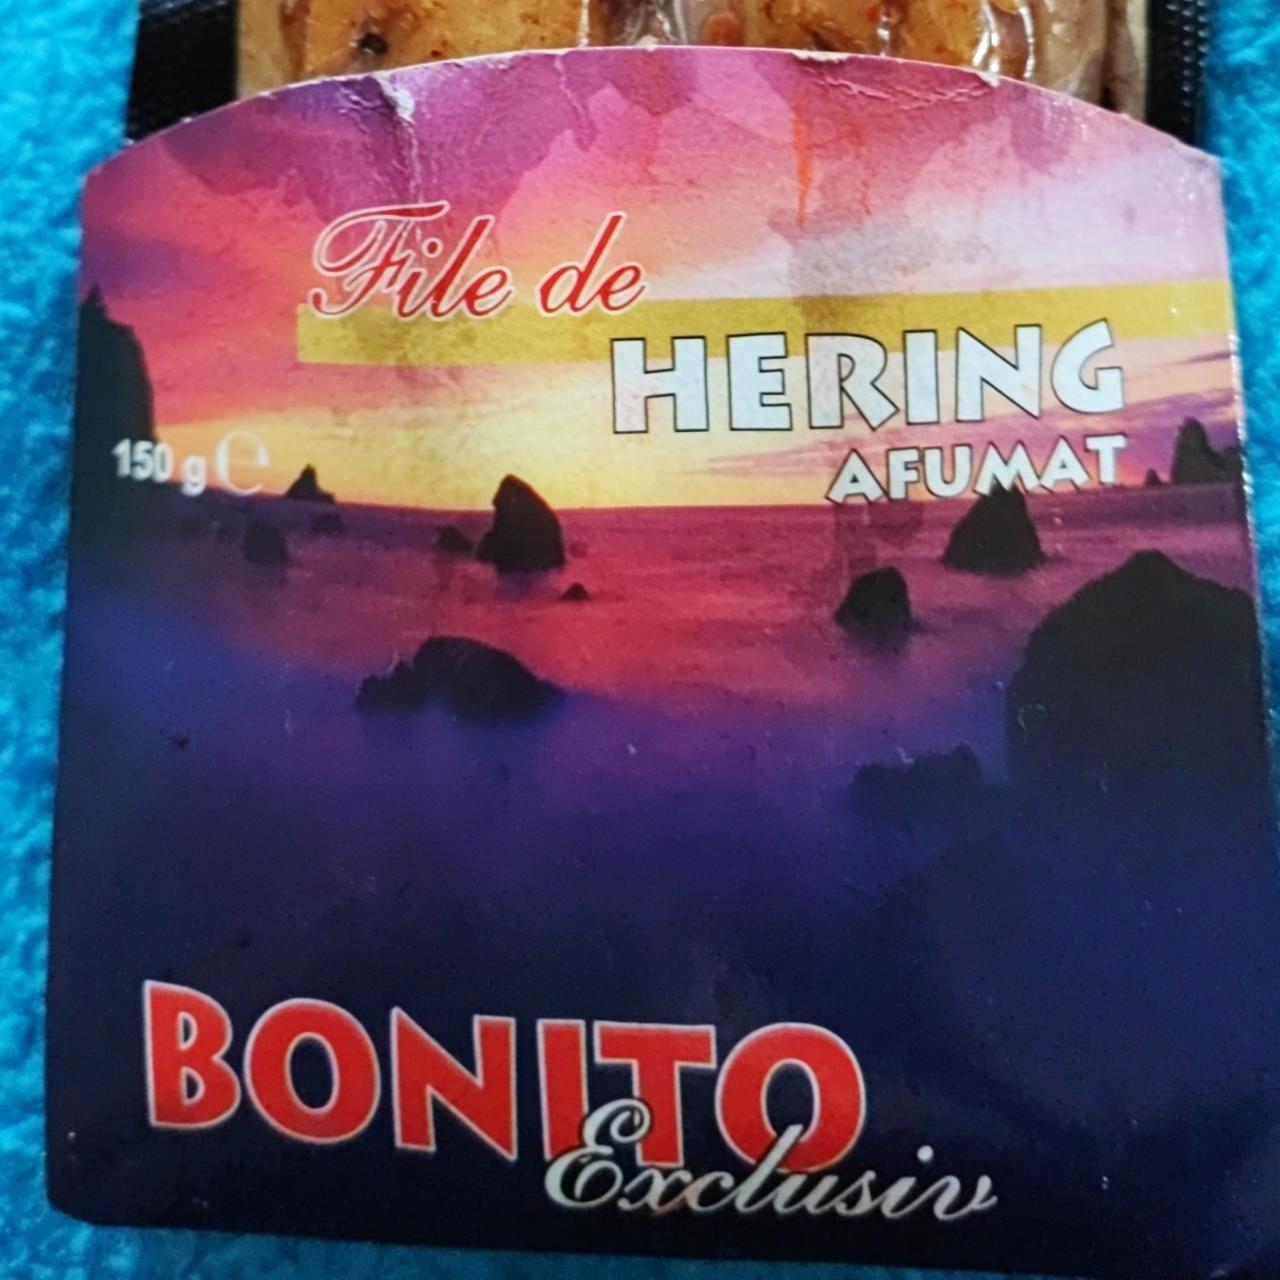 File de
HERING
AFUMAT
150 g ℮
BONITO
Exclusiv